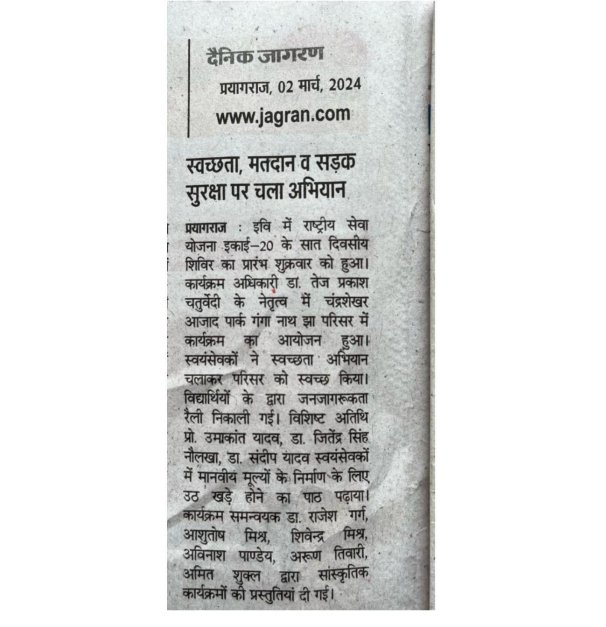 दैनिक जागरण
प्रयागराज, 02 मार्च, 2024
www.jagran.com
स्वच्छता, मतदान व सड़क
सुरक्षा पर चला अभियान
प्रयागराज : इवि में राष्ट्रीय सेवा
योजना इकाई-20 के सात दिवसीय
शिविर का प्रारंभ शुक्रवार को हुआ।
कार्यक्रम अधिकारी डा. तेज प्रकाश
चतुर्वेदी के नेतृत्व में चंद्रशेखर
आजाद पार्क गंगा नाथ झा परिसर में
कार्यक्रम का आयोजन हुआ।
स्वयंसेवकों ने स्वच्छता अभियान
चलाकर परिसर को स्वच्छ किया।
विद्यार्थियों के द्वारा जनजागरूकता
रैली निकाली गई। विशिष्ट अतिथि
प्रो. उमाकांत यादव, डा. जितेंद्र सिंह
नौलखा, डा. संदीप यादव स्वयंसेवकों
में मानवीय मूल्यों के निर्माण के लिए
उठ खड़े होने का पाठ पढ़ाया।
कार्यक्रम समन्वयक डा. राजेश गर्ग,
आशुतोष मिश्र, शिवेन्द्र मिश्र,
अविनाश पाण्डेय, अरूण तिवारी,
अमित शुक्ल द्वारा सांस्कृतिक
कार्यक्रमों की प्रस्तुतियां दी गई।